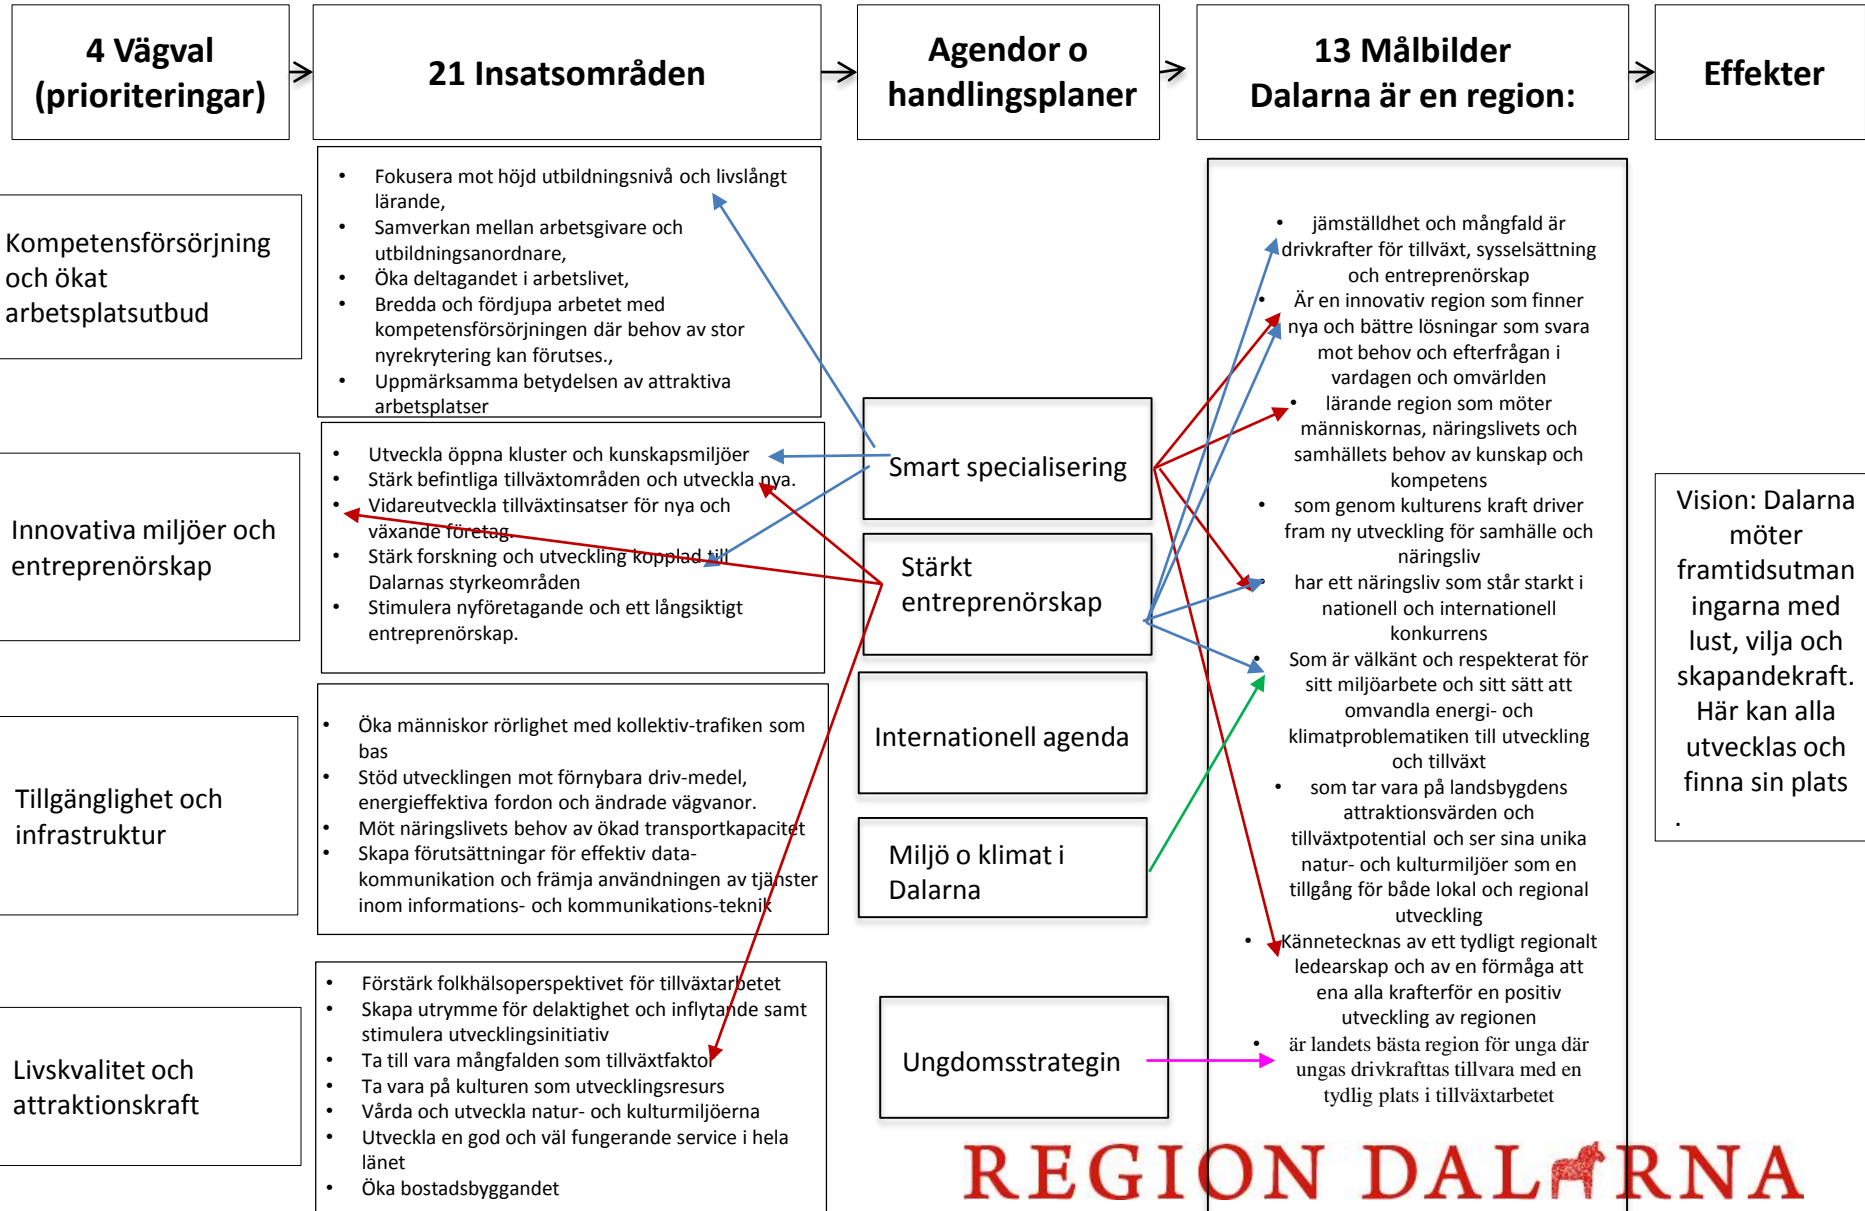 4 Vägval
(prioriteringar)
21 Insatsområden
Agendor o
handlingsplaner
13 Målbilder
Dalarna är en region:
Effekter
Kompetensförsörjning
och ökat
arbetsplatsutbud
• Fokusera mot höjd utbildningsnivå och livslångt
lärande,
• Samverkan mellan arbetsgivare och
utbildningsanordnare,
• Öka deltagandet i arbetslivet,
• Bredda och fördjupa arbetet med
kompetensförsörjningen där behov av stor
nyrekrytering kan förutses.,
• Uppmärksamma betydelsen av attraktiva
arbetsplatser
Innovativa miljöer och
entreprenörskap
• Utveckla öppna kluster och kunskapsmiljöer
• Stärk befintliga tillväxtområden och utveckla nya.
• Vidareutveckla tillväxtinsatser för nya och
växande företag.
• Stärk forskning och utveckling kopplad till
Dalarnas styrkeområden
• Stimulera nyföretagande och ett långsiktigt
entreprenörskap.
Tillgänglighet och
infrastruktur
• Öka människor rörlighet med kollektiv-trafiken som
bas
• Stöd utvecklingen mot förnybara driv-medel,
energieffektiva fordon och ändrade vägvanor.
• Möt näringslivets behov av ökad transportkapacitet
• Skapa förutsättningar för effektiv data-
kommunikation och främja användningen av tjänster
inom informations- och kommunikations-teknik
Livskvalitet och
attraktionskraft
• Förstärk folkhälsoperspektivet för tillväxtarbetet
• Skapa utrymme för delaktighet och inflytande samt
stimulera utvecklingsinitiativ
• Ta till vara mångfalden som tillväxtfaktor
• Ta vara på kulturen som utvecklingsresurs
• Vårda och utveckla natur- och kulturmiljöerna
• Utveckla en god och väl fungerande service i hela
länet
• Öka bostadsbyggandet
Smart specialisering
Stärkt
entreprenörskap
Internationell agenda
Miljö o klimat i
Dalarna
Ungdomsstrategin
• jämställdhet och mångfald är
drivkrafter för tillväxt, sysselsättning
och entreprenörskap
• Är en innovativ region som finner
nya och bättre lösningar som svara
mot behov och efterfrågan i
vardagen och omvärlden
• lärande region som möter
människornas, näringslivets och
samhällets behov av kunskap och
kompetens
• som genom kulturens kraft driver
fram ny utveckling för samhälle och
näringsliv
• har ett näringsliv som står starkt i
nationell och internationell
konkurrens
• Som är välkänt och respekterat för
sitt miljöarbete och sitt sätt att
omvandla energi- och
klimatproblematiken till utveckling
och tillväxt
• som tar vara på landsbygdens
attraktionsvärden och
tillväxtpotential och ser sina unika
natur- och kulturmiljöer som en
tillgång för både lokal och regional
utveckling
• Kännetecknas av ett tydligt regionalt
ledearskap och av en förmåga att
ena alla krafterför en positiv
utveckling av regionen
• är landets bästa region för unga där
ungas drivkrafttas tillvara med en
tydlig plats i tillväxtarbetet
Vision: Dalarna
möter
framtidsutman
ingarna med
lust, vilja och
skapandekraft.
Här kan alla
utvecklas och
finna sin plats
.
REGION DALARNA